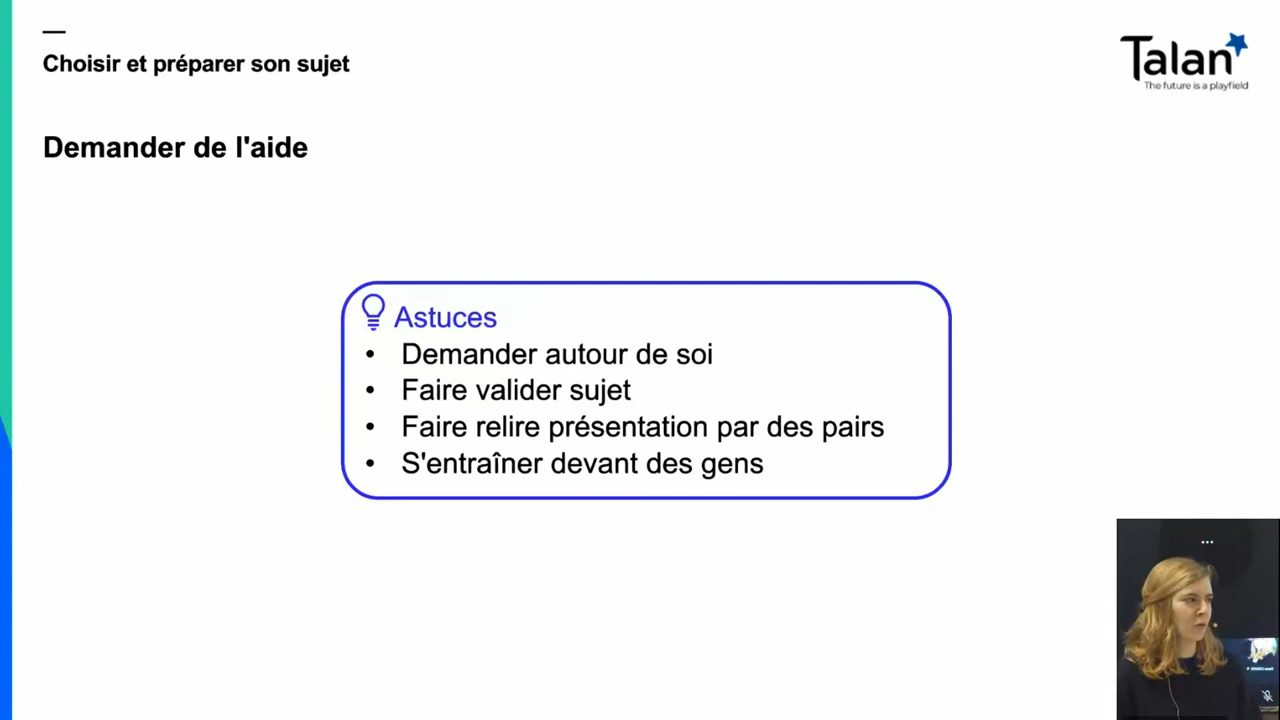 Choisir et préparer son sujet
Talan
The future is a playfield
Demander de l'aide
Astuces
• Demander autour de soi
• Faire valider sujet
• Faire relire présentation par des pairs
• S'entraîner devant des gens